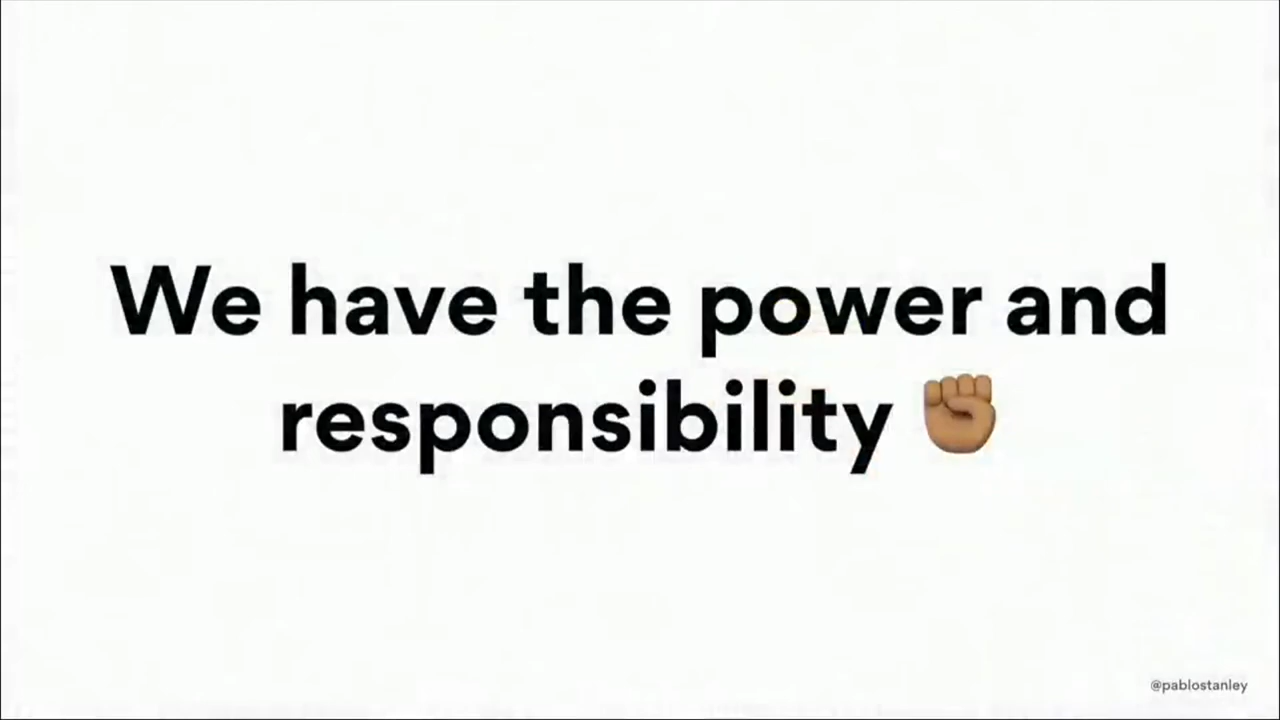 We have the power and
responsibility ✊🏽
@pablostanley